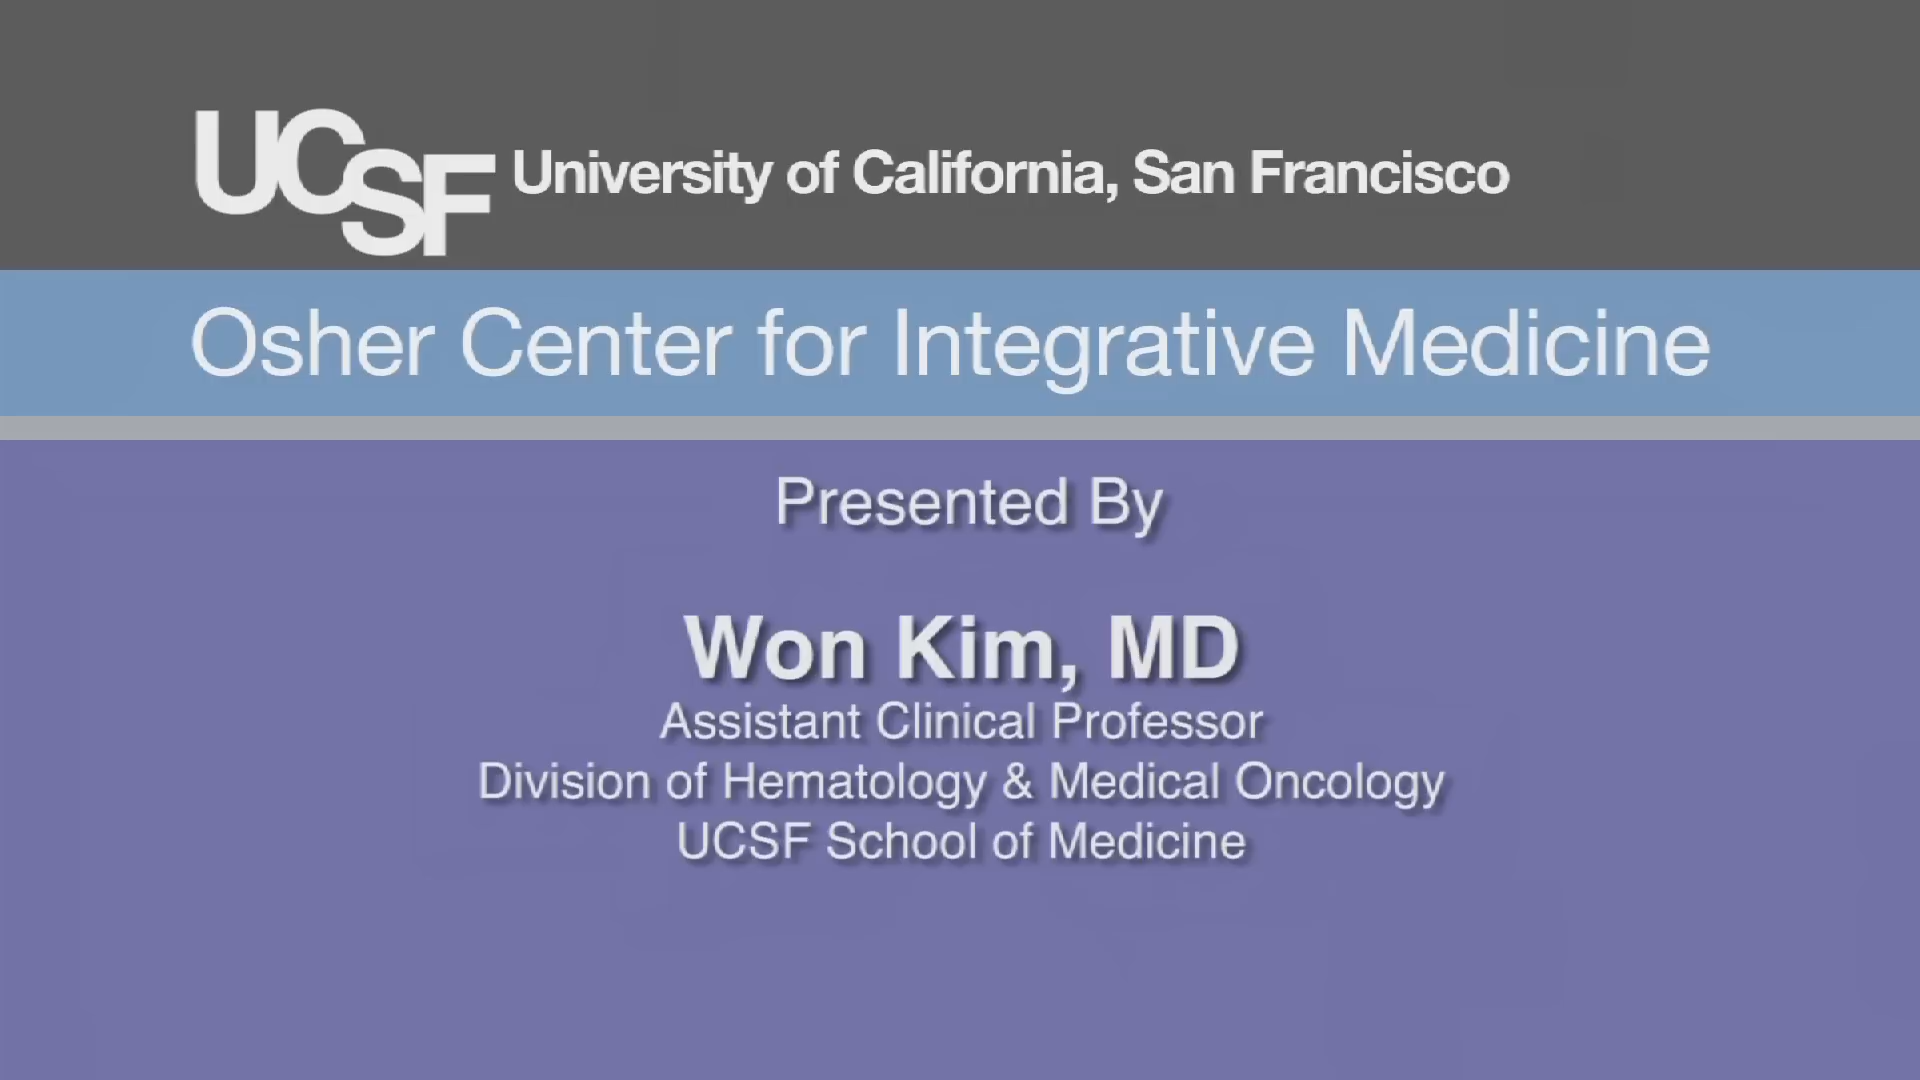 UCSF University of California, San Francisco
Osher Center for Integrative Medicine
Presented By
Won Kim, MD
Assistant Clinical Professor
Division of Hematology & Medical Oncology
UCSF School of Medicine